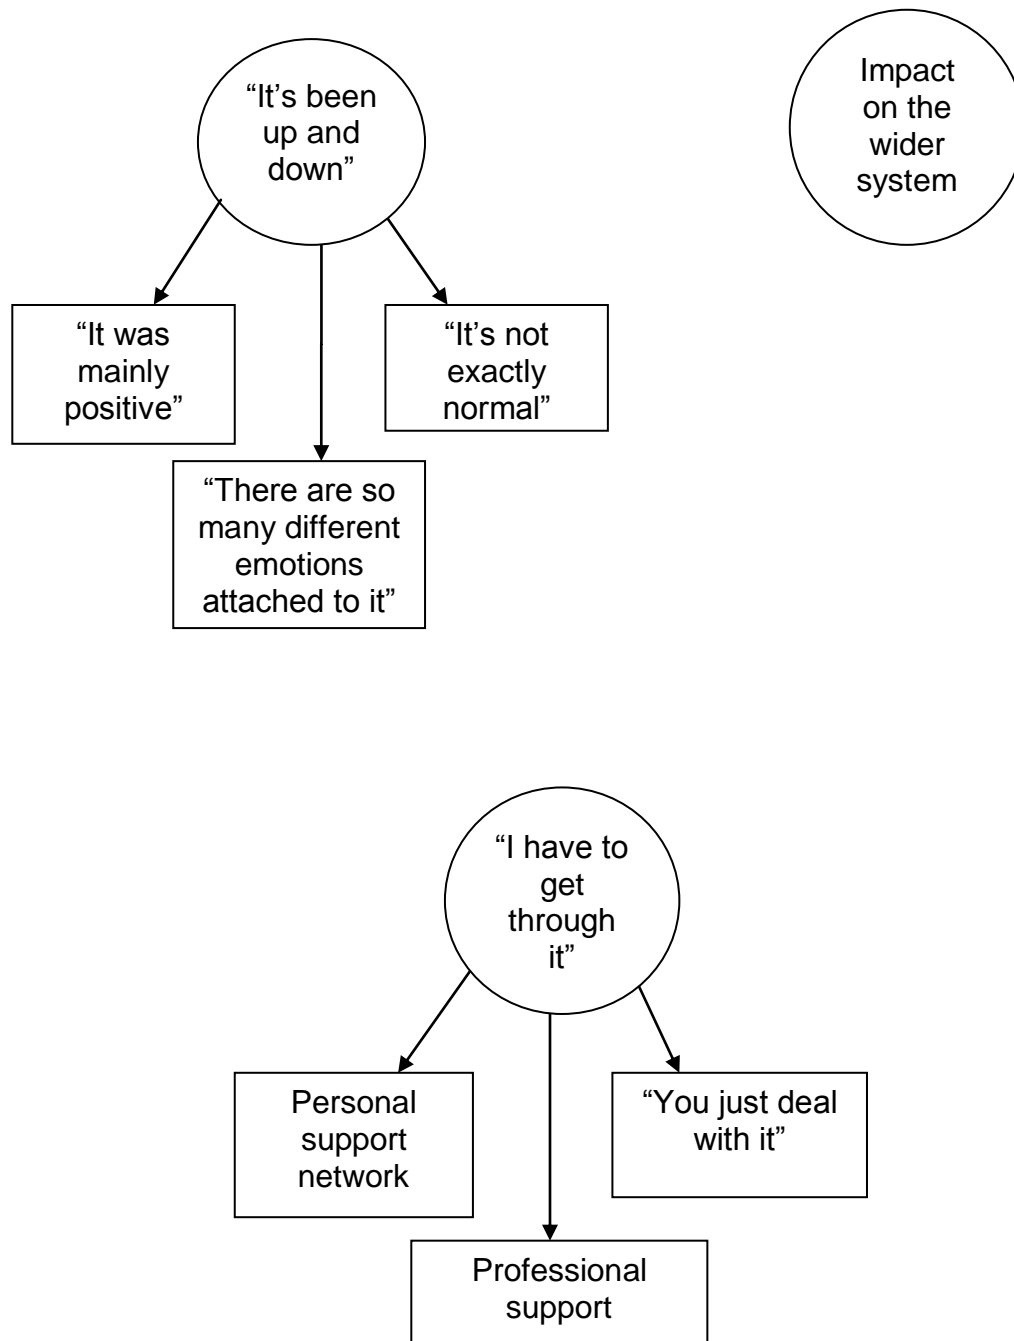 “It’s been
up and
down”
Impact
on the
wider
system
“It was
mainly
positive”
“It’s not
exactly
normal”
“There are so
many different
emotions
attached to it”
“I have to
get
through
it”
Personal
support
network
“You just deal
with it”
Professional
support